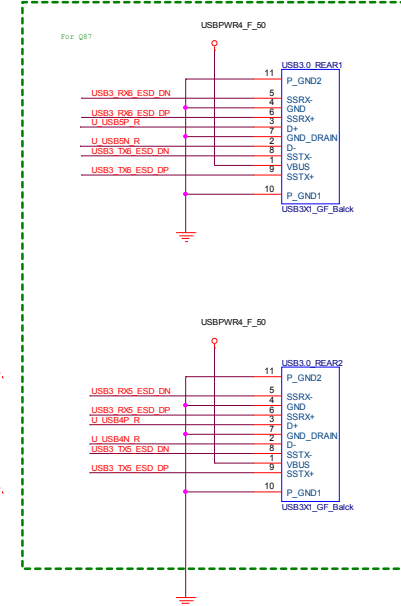 USBPWR4_F_50
For Q87
USB3.0_REAR1
11 P_GND2
USB3_RX6_ESD_DN 5 SSRX-
4 GND
USB3_RX6_ESD_DP 6 SSRX+
U_USB5P_R 3 D+
7 GND_DRAIN
U_USB5N_R 2 D-
USB3_TX6_ESD_DN 8 SSTX-
1 VBUS
USB3_TX6_ESD_DP 9 SSTX+
10 P_GND1
USB3X1_GF_Balck
USBPWR4_F_50
USB3.0_REAR2
11 P_GND2
USB3_RX5_ESD_DN 5 SSRX-
4 GND
USB3_RX5_ESD_DP 6 SSRX+
U_USB4P_R 3 D+
7 GND_DRAIN
U_USB4N_R 2 D-
USB3_TX5_ESD_DN 8 SSTX-
1 VBUS
USB3_TX5_ESD_DP 9 SSTX+
10 P_GND1
USB3X1_GF_Balck